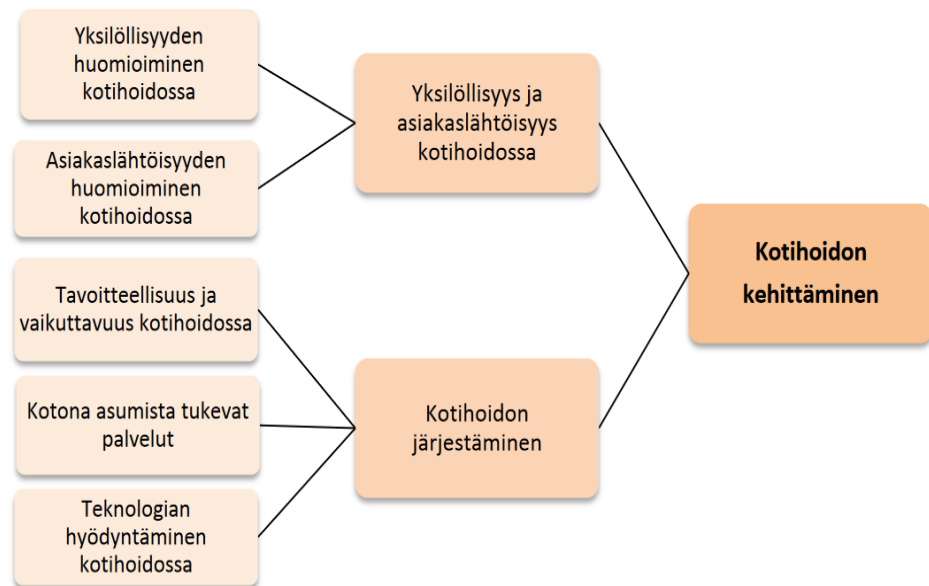 Yksilöllisyyden
huomioiminen
kotihoidossa
Asiakaslähtöisyyden
huomioiminen
kotihoidossa
Tavoitteellisuus ja
vaikuttavuus kotihoidossa
Kotona asumista tukevat
palvelut
Teknologian
hyödyntäminen
kotihoidossa
Yksilöllisyys ja
asiakaslähtöisyys
kotihoidossa
Kotihoidon
järjestäminen
Kotihoidon
kehittäminen